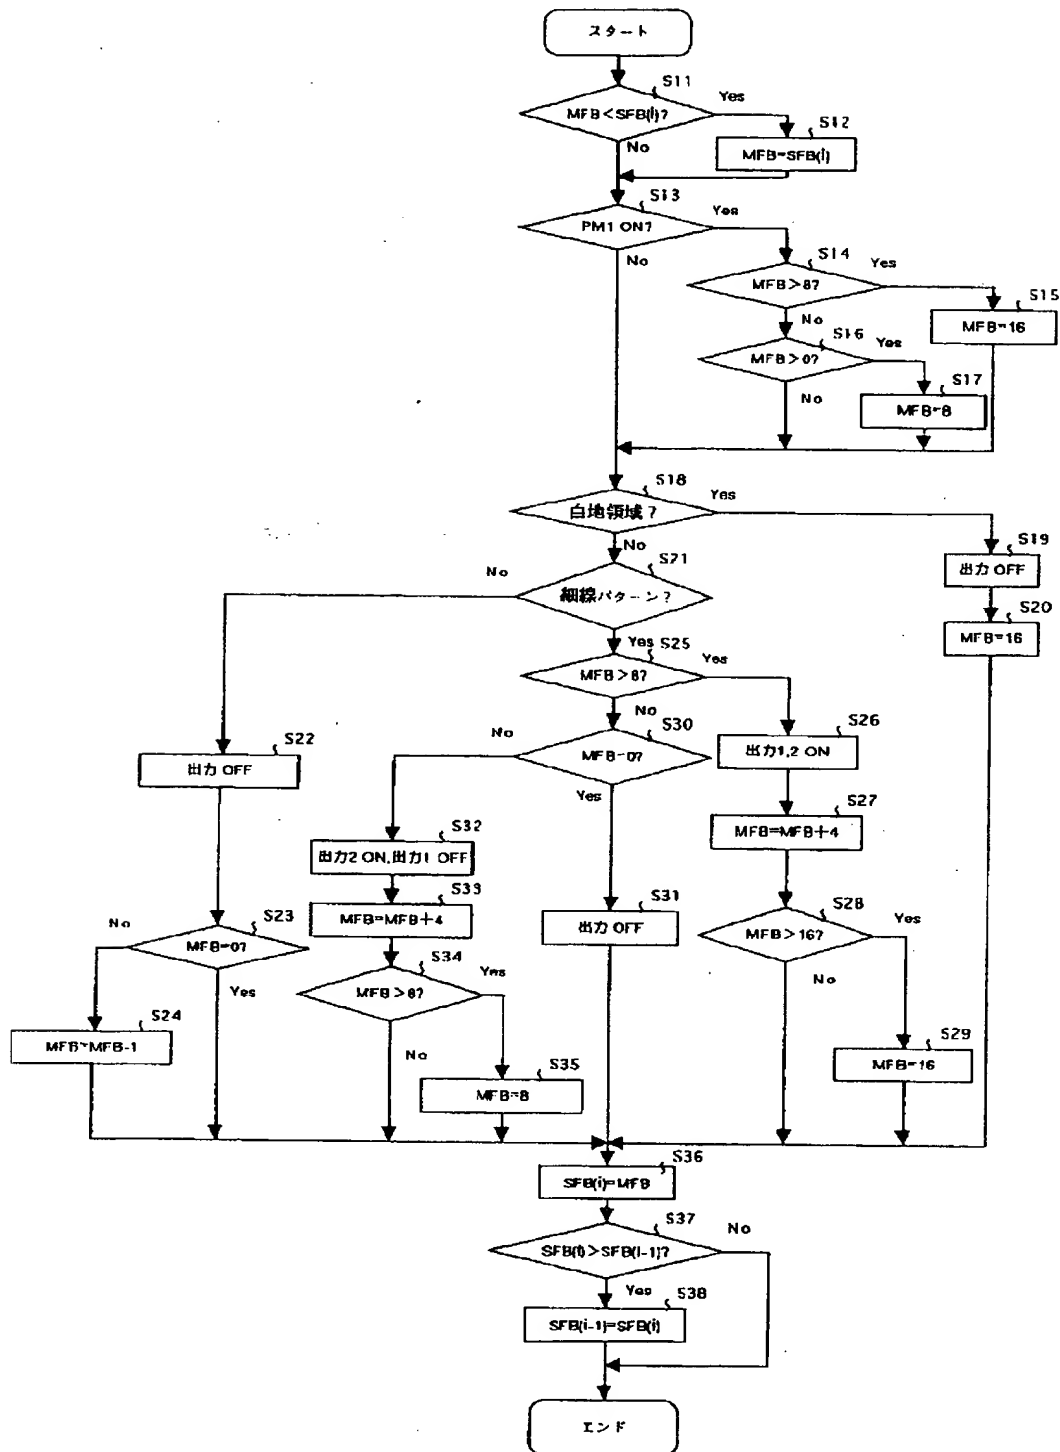 スタート
S11
MFB<SFB(i)?
Yes
No
S12
MFB=SFB(i)
S13
PM1 ON?
Yes
No
S14
MFB>8?
Yes
No
S15
MFB=16
S16
MFB>0?
Yes
No
S17
MFB=8
S18
白地領域?
Yes
No
S19
出力 OFF
S20
MFB=16
S21
細線パターン?
No
Yes
S25
MFB>8?
Yes
No
S22
出力 OFF
S30
MFB=0?
No
Yes
S26
出力1,2 ON
S27
MFB=MFB+4
S32
出力2 ON,出力1 OFF
S33
MFB=MFB+4
S31
出力 OFF
S28
MFB>16?
Yes
No
S23
MFB=0?
No
Yes
S34
MFB>8?
Yes
No
S24
MFB=MFB-1
S29
MFB=16
S35
MFB=8
S36
SFB(i)=MFB
S37
SFB(i)>SFB(i-1)?
No
Yes
S38
SFB(i-1)=SFB(i)
エンド